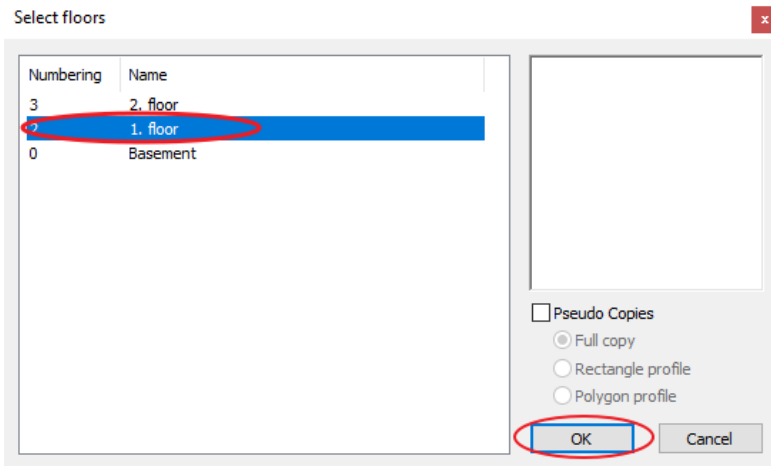 Select floors
x
Numbering Name
3 2. floor
2 1. floor
0 Basement
Pseudo Copies
Full copy
Rectangle profile
Polygon profile
OK Cancel